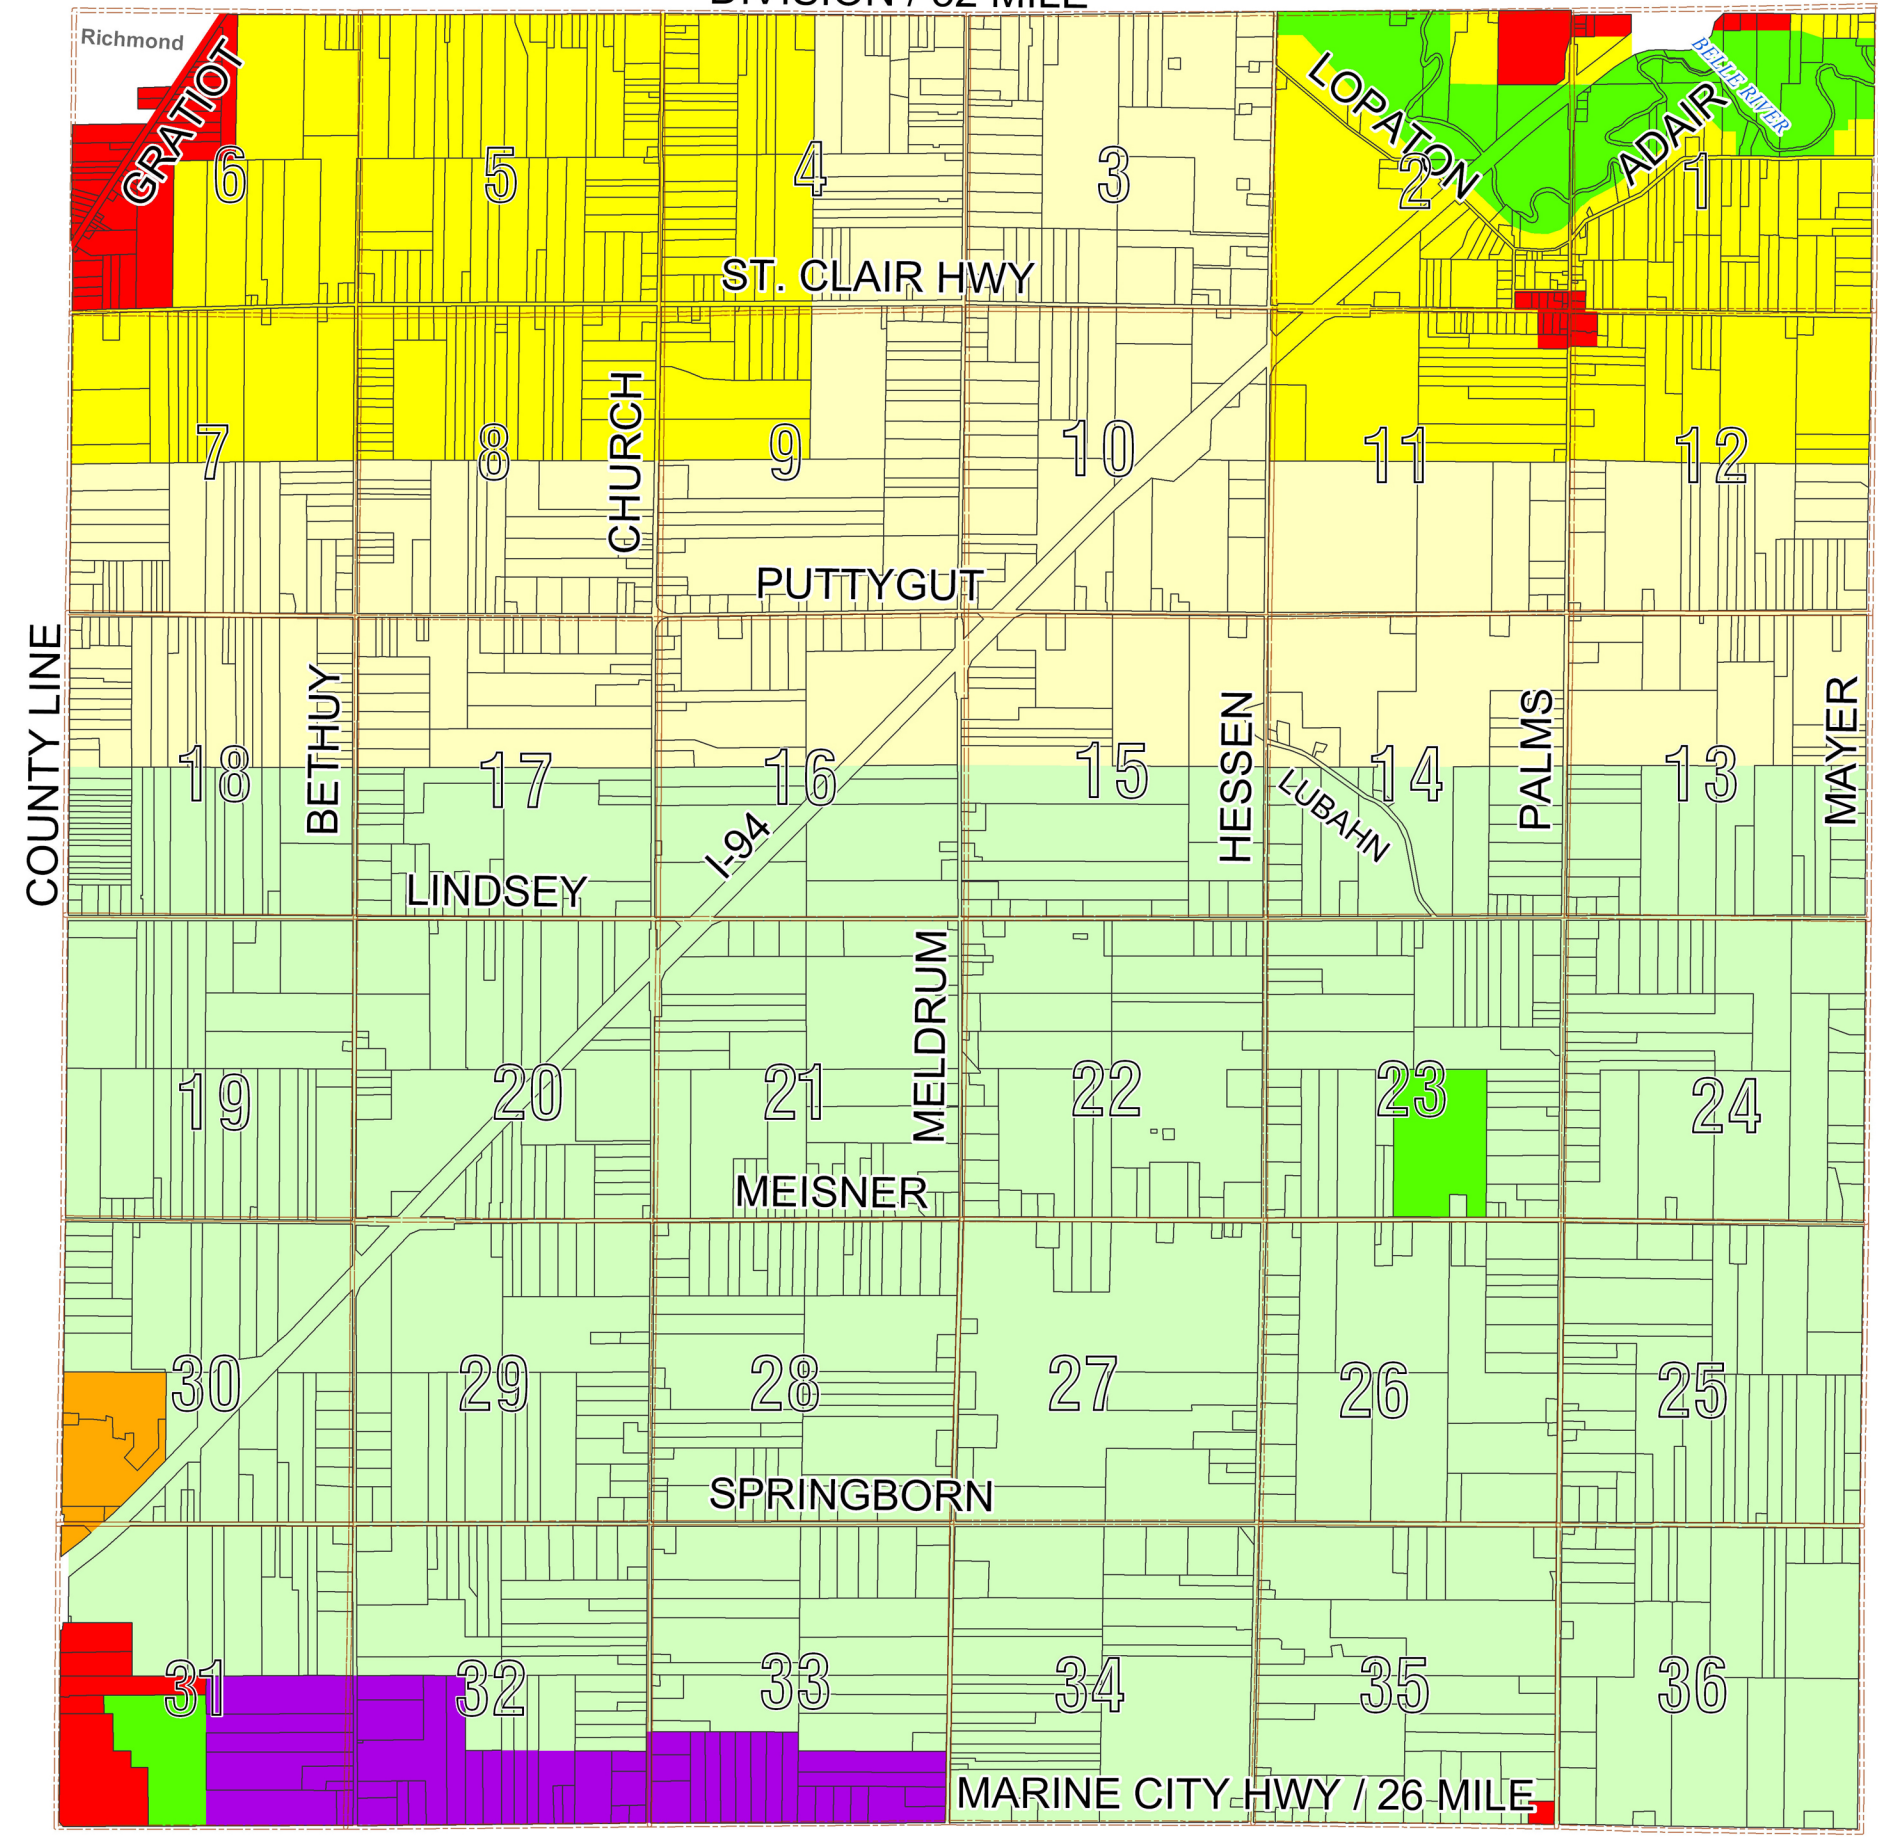 DIVISION / 32 MILE
Richmond
GRATIOT
LOPATON
ADAIR
BELLE RIVER
6
5
4
3
2
1
ST. CLAIR HWY
7
8
CHURCH
9
10
11
12
PUTTYGUT
COUNTY LINE
BETHUY
HESSEN
PALMS
MAYER
18
17
16
15
14
13
LUBAHN
I-94
LINDSEY
MELDRUM
19
20
21
22
23
24
MEISNER
30
29
28
27
26
25
SPRINGBORN
31
32
33
34
35
36
MARINE CITY HWY / 26 MILE